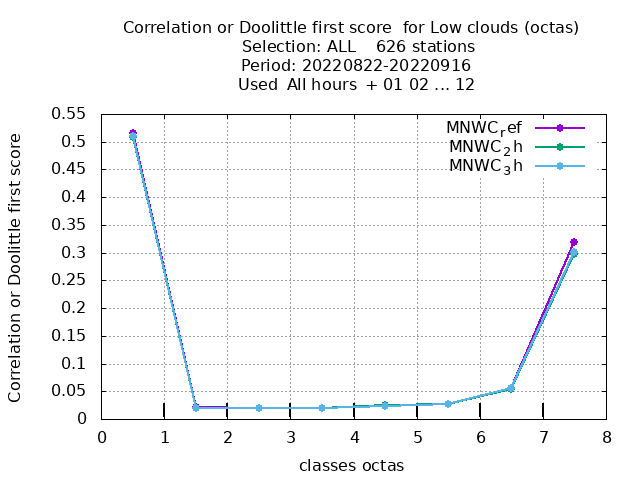 Correlation or Doolittle first score  for Low clouds (octas)
Selection: ALL    626 stations
Period: 20220822-20220916
Used  All hours  + 01 02 ... 12
Correlation or Doolittle first score
0.55
0.5
0.45
0.4
0.35
0.3
0.25
0.2
0.15
0.1
0.05
0
MNWC_ref
MNWC_2h
MNWC_3h
0 1 2 3 4 5 6 7 8
classes octas